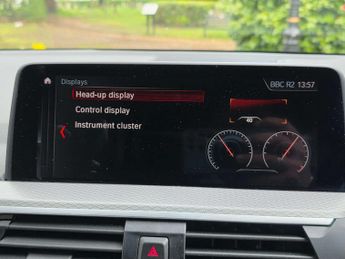 Displays
BBC R2 13:57
Head-up display
Control display
40
Instrument cluster